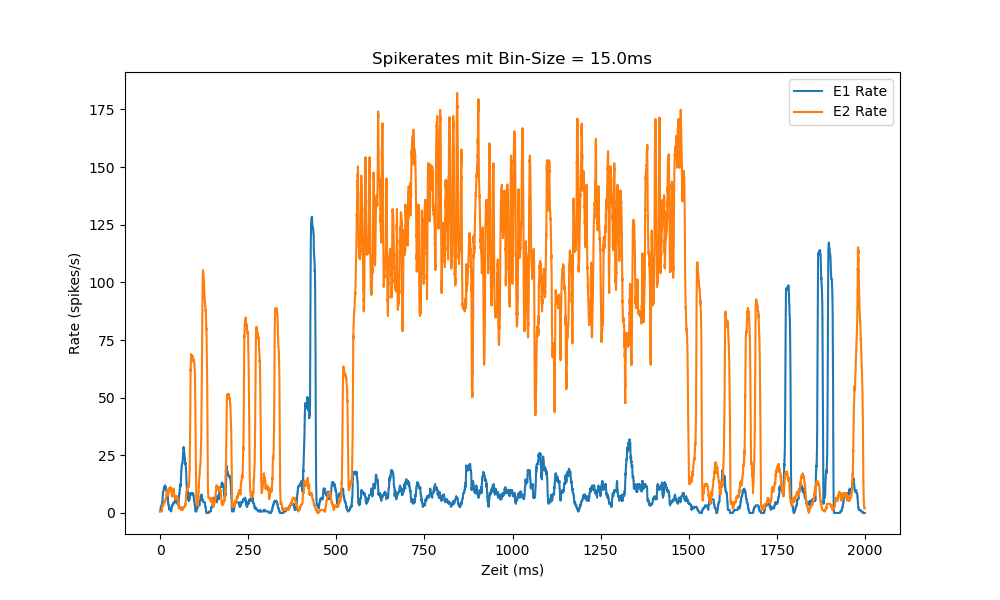 Spikerates mit Bin-Size = 15.0ms
E1 Rate
E2 Rate
Rate (spikes/s)
175
150
125
100
75
50
25
0
0 250 500 750 1000 1250 1500 1750 2000
Zeit (ms)